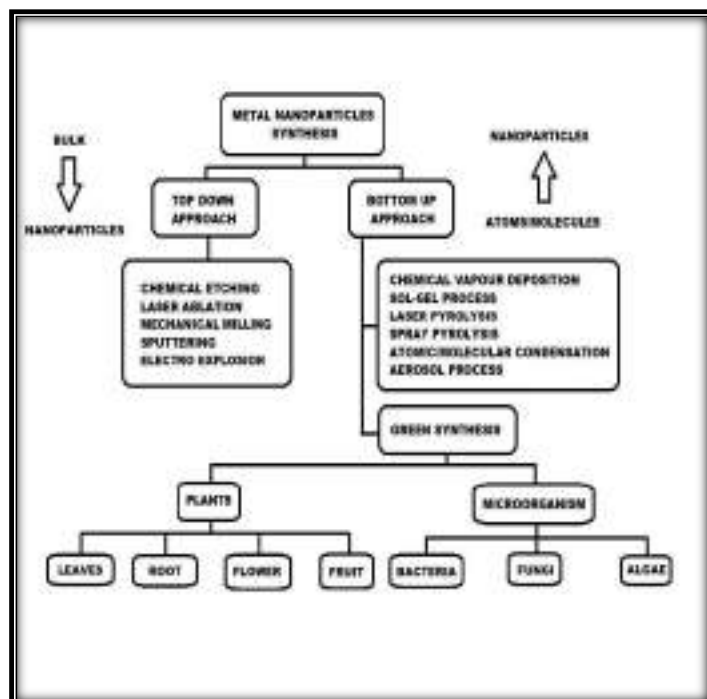 METAL NANOPARTICLES
SYNTHESIS
BULK
NANOPARTICLES
NANOPARTICLES
ATOMS/MOLECULES
TOP DOWN
APPROACH
BOTTOM UP
APPROACH
CHEMICAL ETCHING
LASER ABLATION
MECHANICAL MILLING
SPUTTERING
ELECTRO EXPLOSION
CHEMICAL VAPOUR DEPOSITION
SOL-GEL PROCESS
LASER PYROLYSIS
SPRAY PYROLYSIS
ATOMIC/MOLECULAR CONDENSATION
AEROSOL PROCESS
GREEN SYNTHESIS
PLANTS
MICROORGANISM
LEAVES
ROOT
FLOWER
FRUIT
BACTERIA
FUNGI
ALGAE